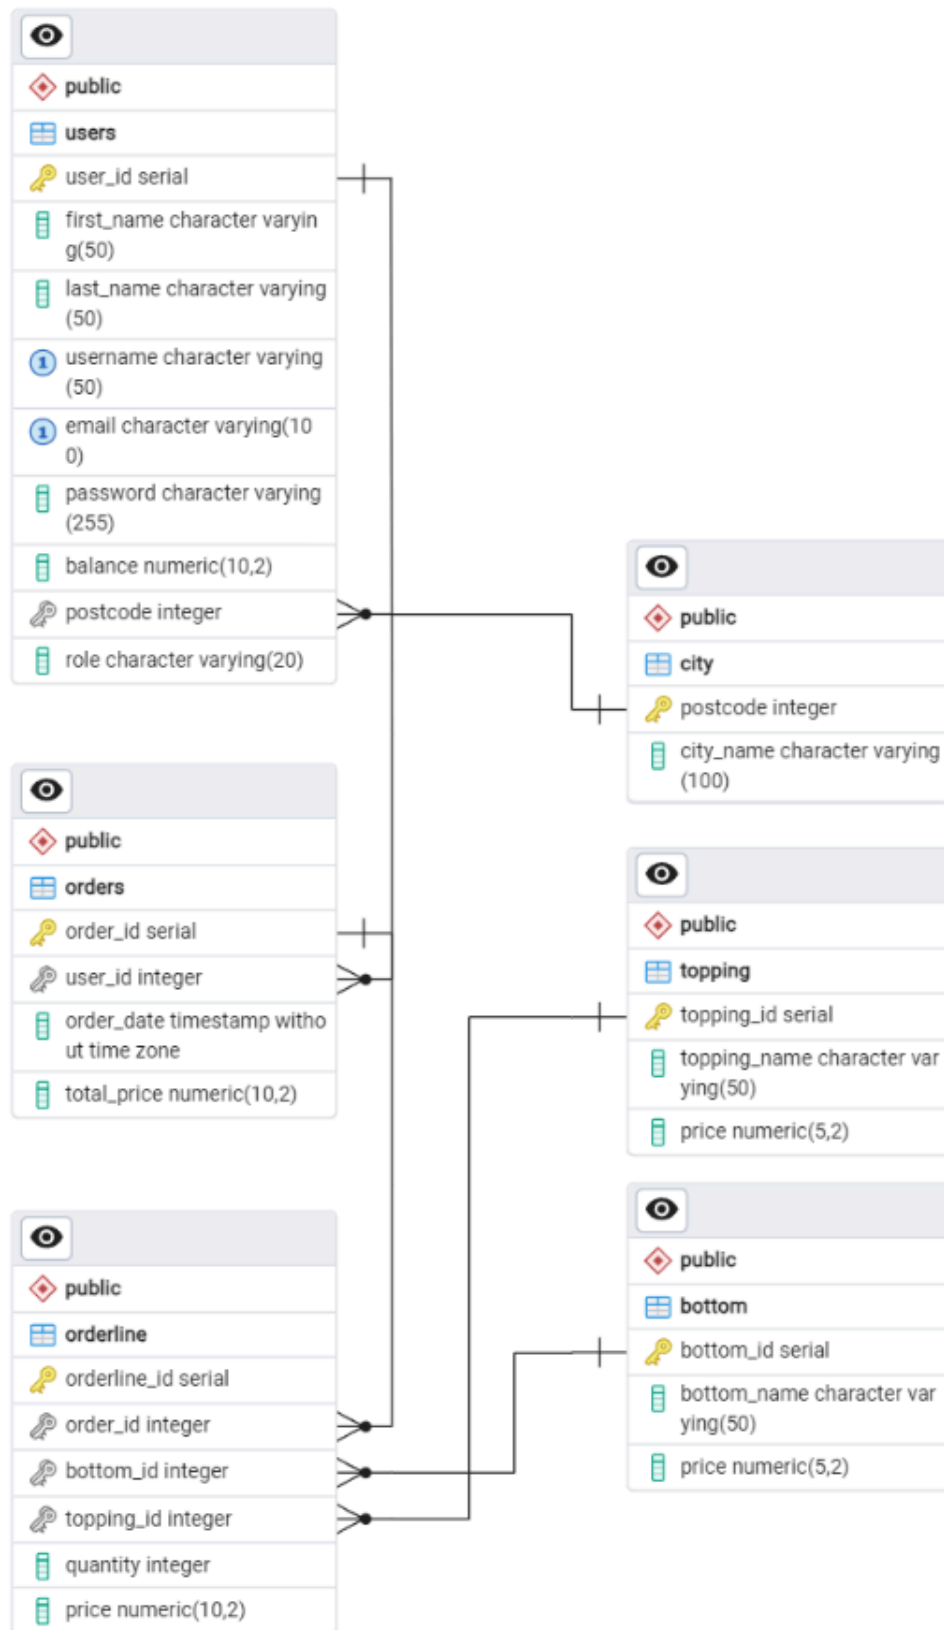 public
users
user_id serial
first_name character varyin
g(50)
last_name character varying
(50)
1 username character varying
(50)
1 email character varying(10
0)
password character varying
(255)
balance numeric(10,2)
postcode integer
role character varying(20)
public
city
postcode integer
city_name character varying
(100)
public
orders
order_id serial
user_id integer
order_date timestamp witho
ut time zone
total_price numeric(10,2)
public
topping
topping_id serial
topping_name character var
ying(50)
price numeric(5,2)
public
bottom
bottom_id serial
bottom_name character var
ying(50)
price numeric(5,2)
public
orderline
orderline_id serial
order_id integer
bottom_id integer
topping_id integer
quantity integer
price numeric(10,2)